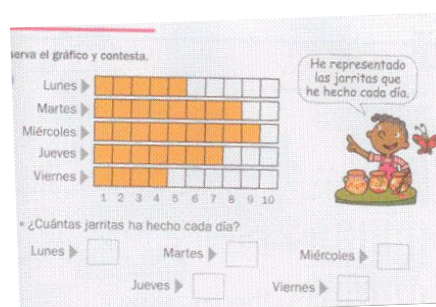 serva el gráfico y contesta.
He representado
las jarritas que
he hecho cada día.
Lunes
Martes
Miércoles
Jueves
Viernes
1 2 3 4 5 6 7 8 9 10
• ¿Cuántas jarritas ha hecho cada día?
Lunes Martes Miércoles
Jueves Viernes